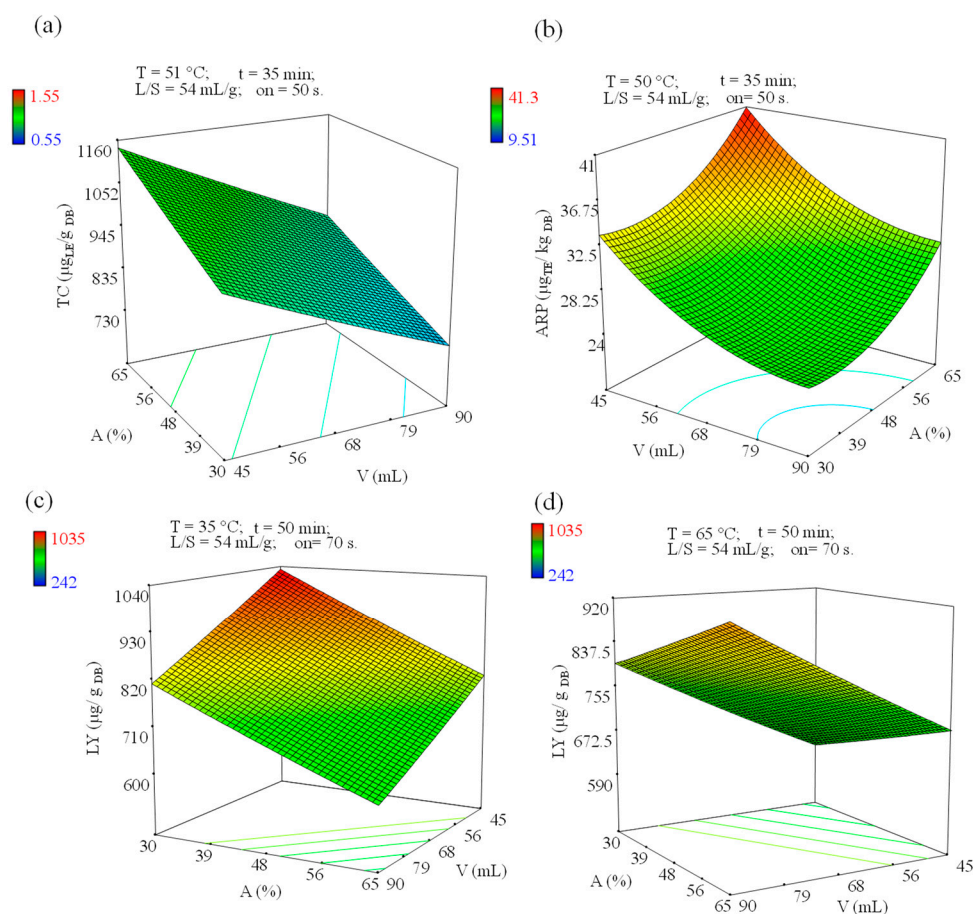 (a)
T = 51 °C; t = 35 min;
L/S = 54 mL/g; on = 50 s.
1.55
0.55
1160
1052
945
835
730
TC (µgLE/g DB)
65
56
48
39
30
A (%)
45
56
68
79
90
V (mL)
(b)
T = 50 °C; t = 35 min;
L/S = 54 mL/g; on= 50 s.
41.3
9.51
41
36.75
32.5
28.25
24
ARP (µgTE/ kg DB)
45
56
68
79
90
V (mL)
30
39
48
56
65
A (%)
(c)
T = 35 °C; t = 50 min;
L/S = 54 mL/g; on= 70 s.
1035
242
1040
930
820
710
600
LY (µg/ g DB)
30
39
48
56
65
A (%)
90
79
68
56
45
V (mL)
(d)
T = 65 °C; t = 50 min;
L/S = 54 mL/g; on= 70 s.
1035
242
920
837.5
755
672.5
590
LY (µg/ g DB)
30
39
48
56
65
A (%)
90
79
68
56
45
V (mL)